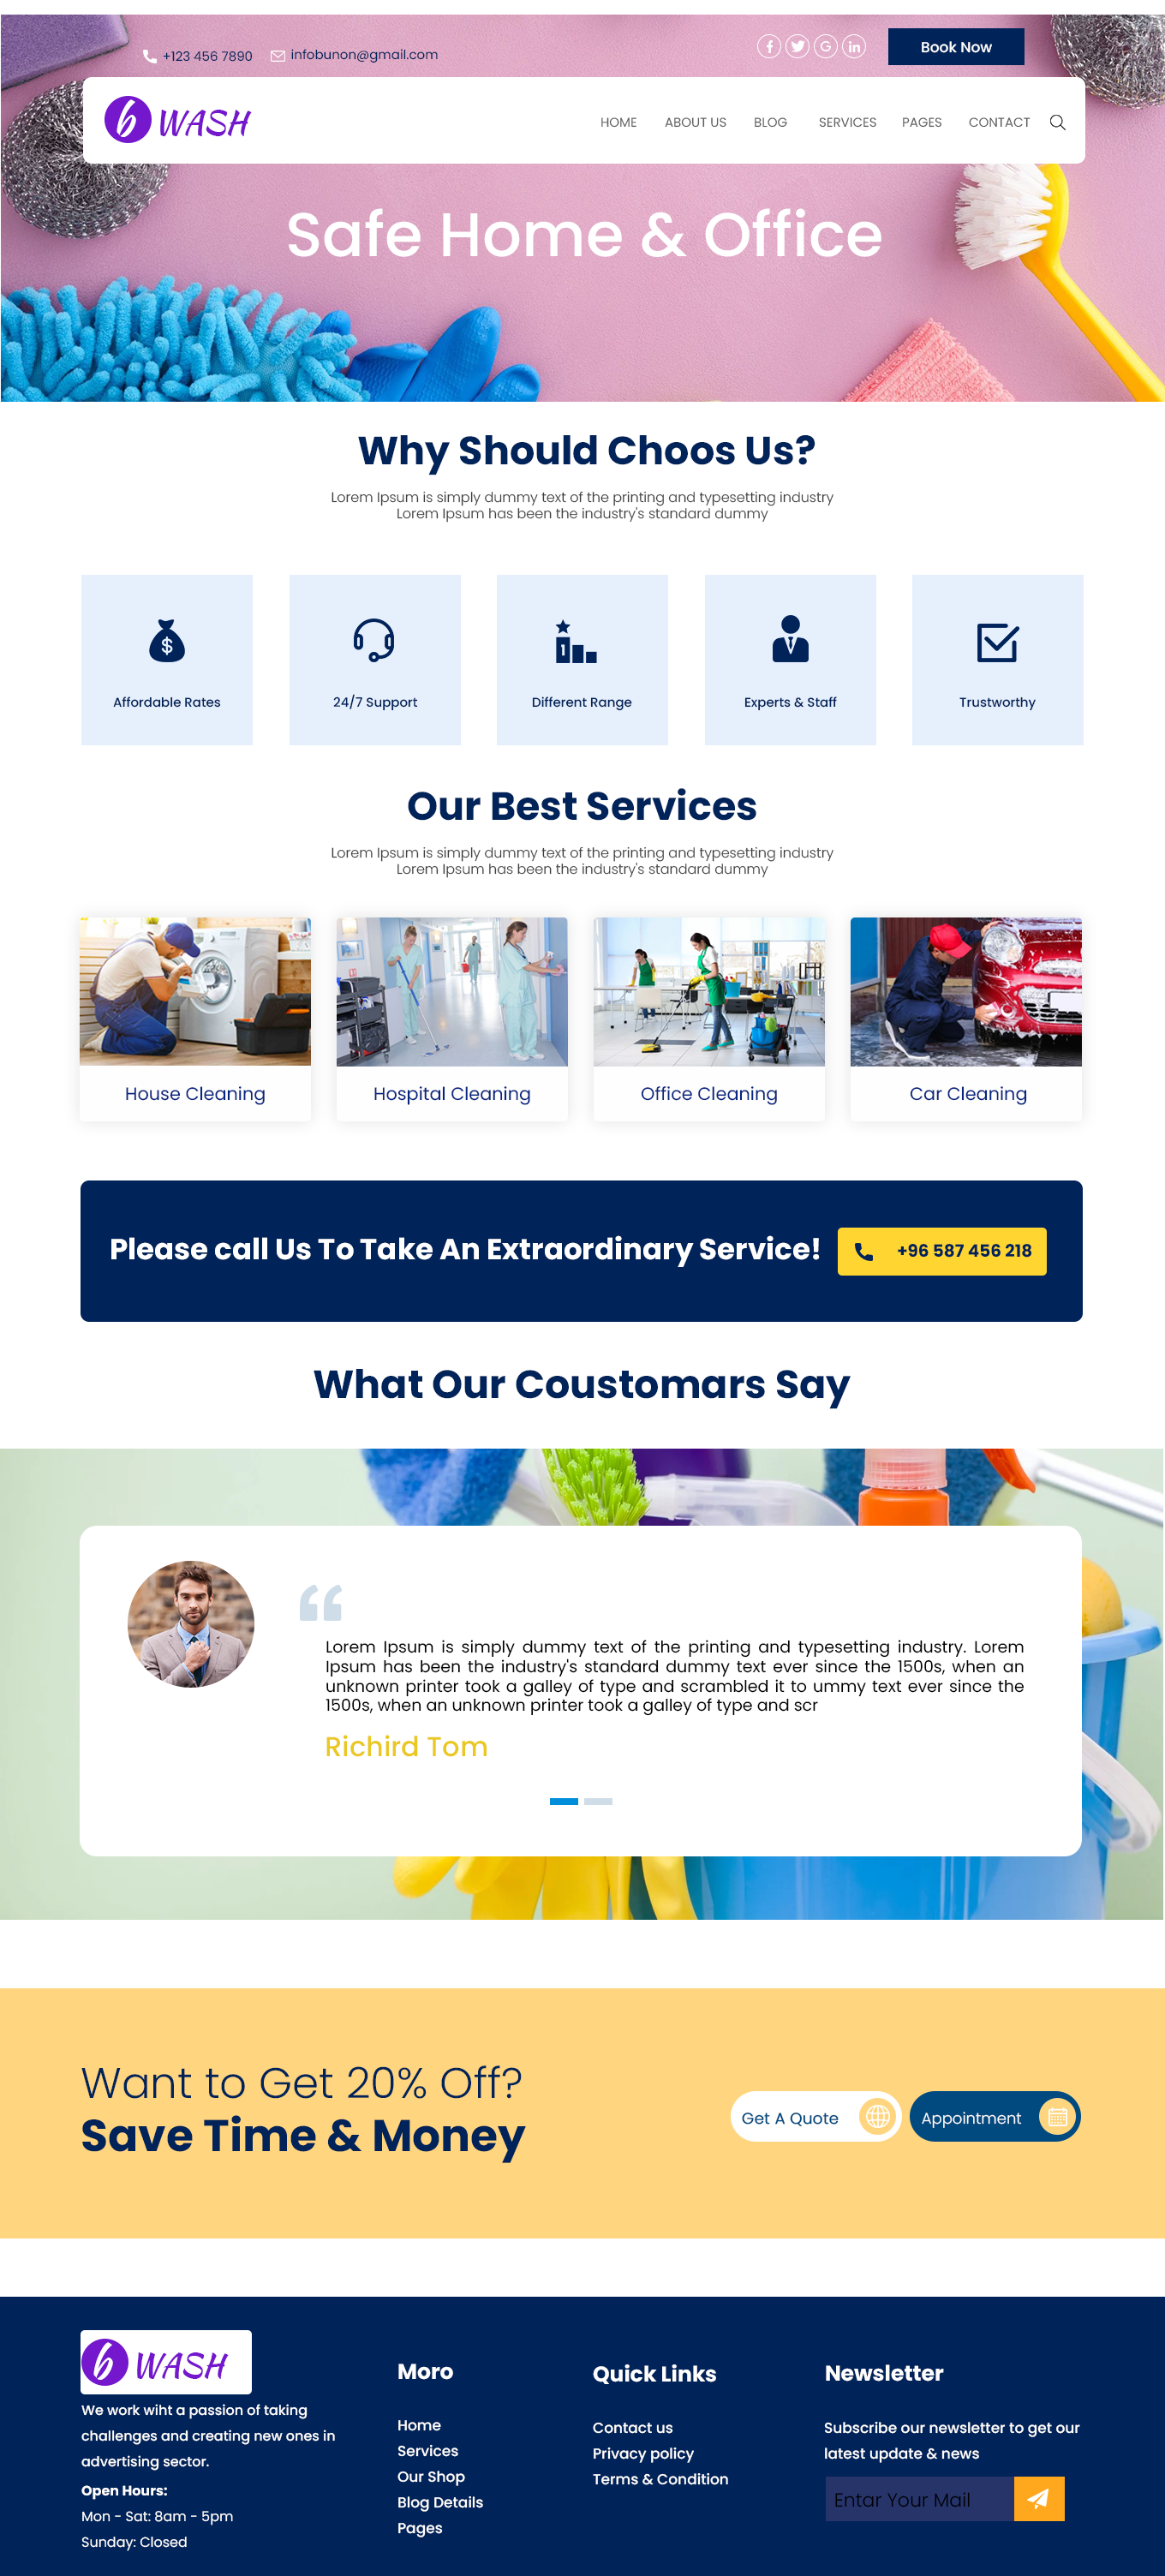 +123 456 7890
infobunon@gmail.com
Book Now
b WASH
HOME
ABOUT US
BLOG
SERVICES
PAGES
CONTACT
Safe Home & Office
Why Should Choos Us?
Lorem Ipsum is simply dummy text of the printing and typesetting industry
Lorem Ipsum has been the industry's standard dummy
Affordable Rates
24/7 Support
Different Range
Experts & Staff
Trustworthy
Our Best Services
Lorem Ipsum is simply dummy text of the printing and typesetting industry
Lorem Ipsum has been the industry's standard dummy
House Cleaning
Hospital Cleaning
Office Cleaning
Car Cleaning
Please call Us To Take An Extraordinary Service!
+96 587 456 218
What Our Coustomars Say
Lorem Ipsum is simply dummy text of the printing and typesetting industry. Lorem
Ipsum has been the industry's standard dummy text ever since the 1500s, when an
unknown printer took a galley of type and scrambled it to ummy text ever since the
1500s, when an unknown printer took a galley of type and scr
Richird Tom
Want to Get 20% Off?
Save Time & Money
Get A Quote
Appointment
b WASH
We work wiht a passion of taking
challenges and creating new ones in
advertising sector.
Open Hours:
Mon - Sat: 8am - 5pm
Sunday: Closed
Moro
Home
Services
Our Shop
Blog Details
Pages
Quick Links
Contact us
Privacy policy
Terms & Condition
Newsletter
Subscribe our newsletter to get our
latest update & news
Enter Your Mail